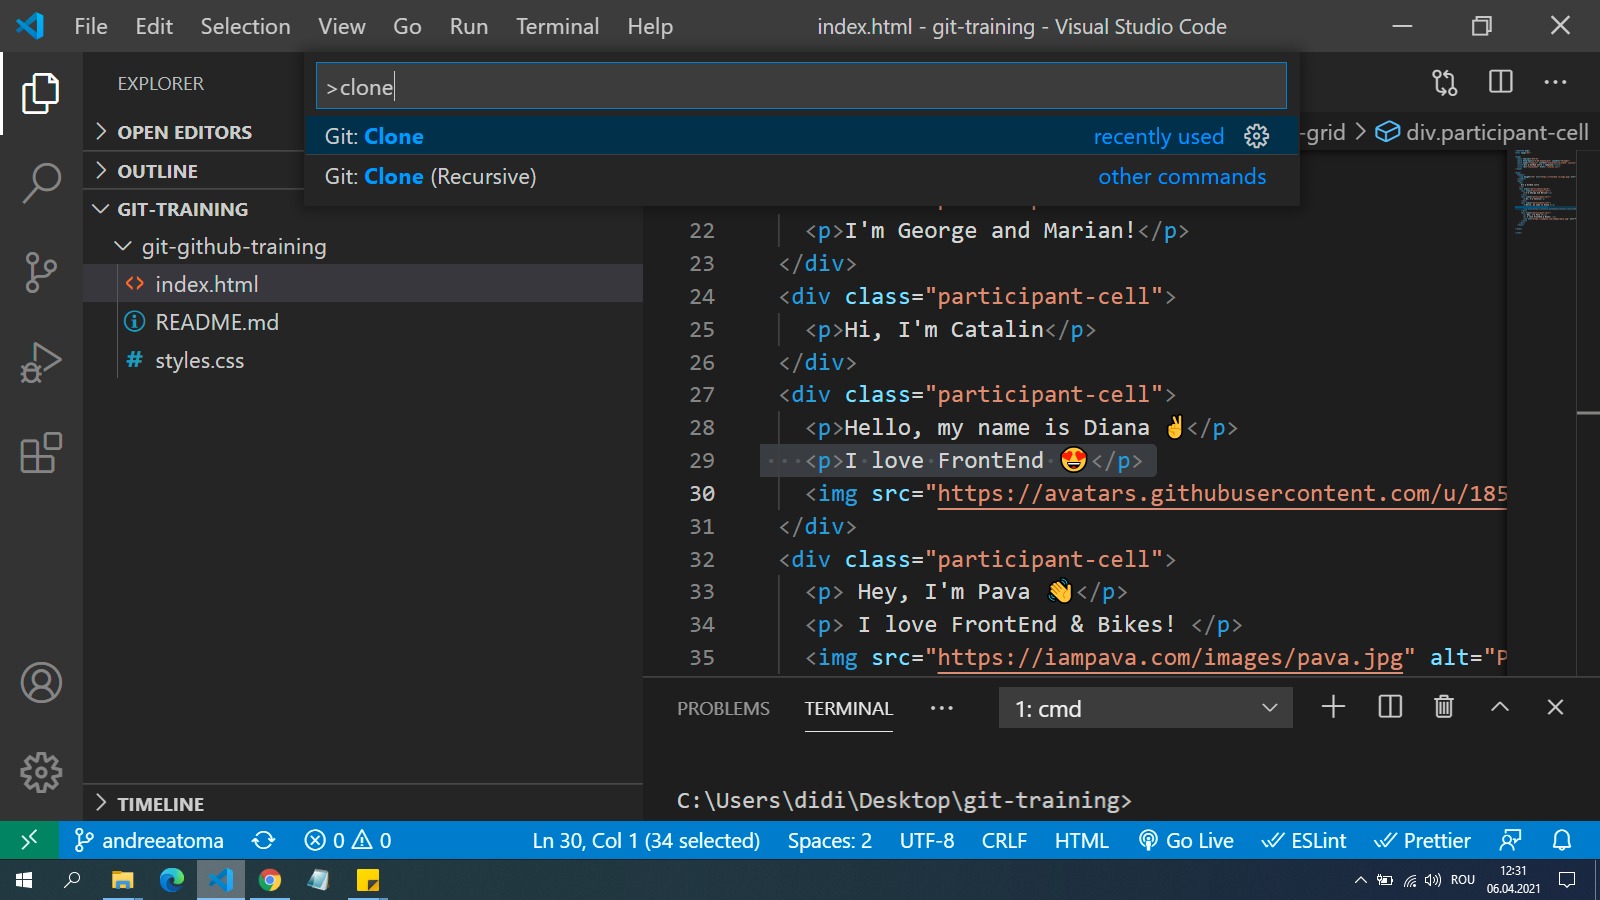 File Edit Selection View Go Run Terminal Help index.html - git-training - Visual Studio Code
EXPLORER
>clone
OPEN EDITORS
Git: Clone recently used
-grid > div.participant-cell
OUTLINE
Git: Clone (Recursive) other commands
GIT-TRAINING
git-github-training
index.html
README.md
styles.css
22 <p>I'm George and Marian!</p>
23 </div>
24 <div class="participant-cell">
25 <p>Hi, I'm Catalin</p>
26 </div>
27 <div class="participant-cell">
28 <p>Hello, my name is Diana ✌</p>
29 <p>I love FrontEnd 😍</p>
30 <img src="https://avatars.githubusercontent.com/u/185
31 </div>
32 <div class="participant-cell">
33 <p> Hey, I'm Pava 👋</p>
34 <p> I love FrontEnd & Bikes! </p>
35 <img src="https://iampava.com/images/pava.jpg" alt="P
PROBLEMS TERMINAL ··· 1: cmd
C:\Users\didi\Desktop\git-training>
TIMELINE
andreeatoma 0 0 Ln 30, Col 1 (34 selected) Spaces: 2 UTF-8 CRLF HTML Go Live ESLint Prettier
ROU 12:31
06.04.2021